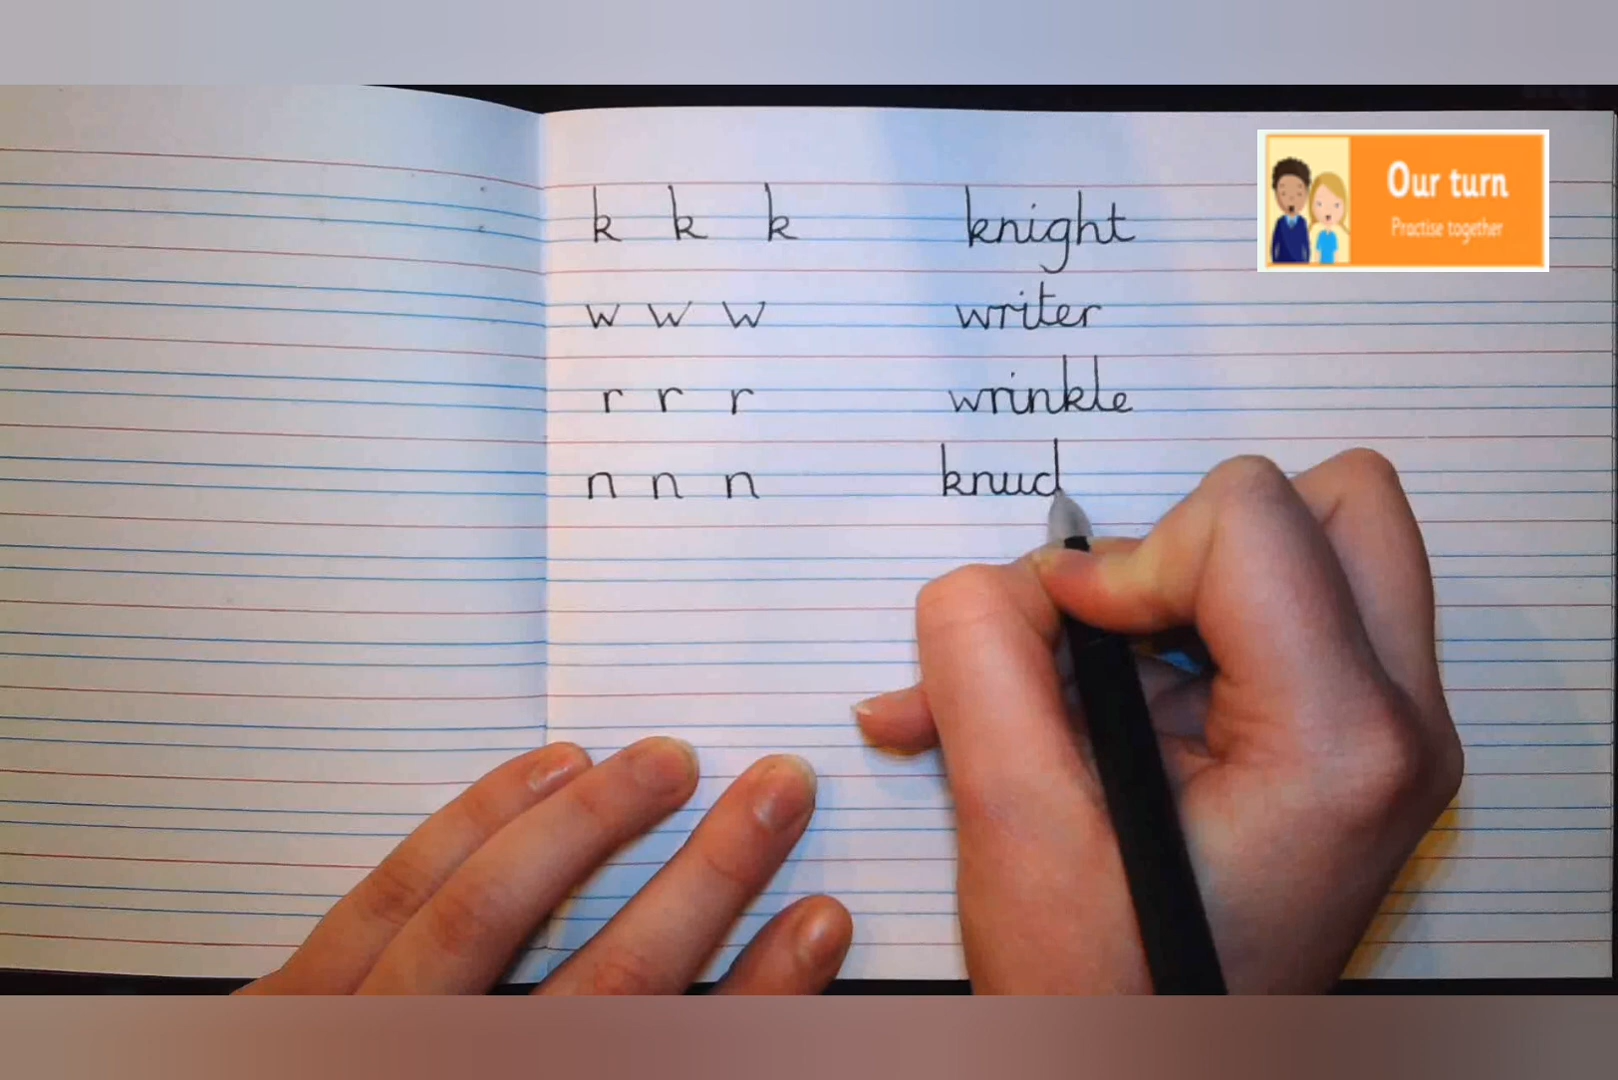 k k k knight
w w w writer
r r r wrinkle
n n n knud
Our turn
Practise together